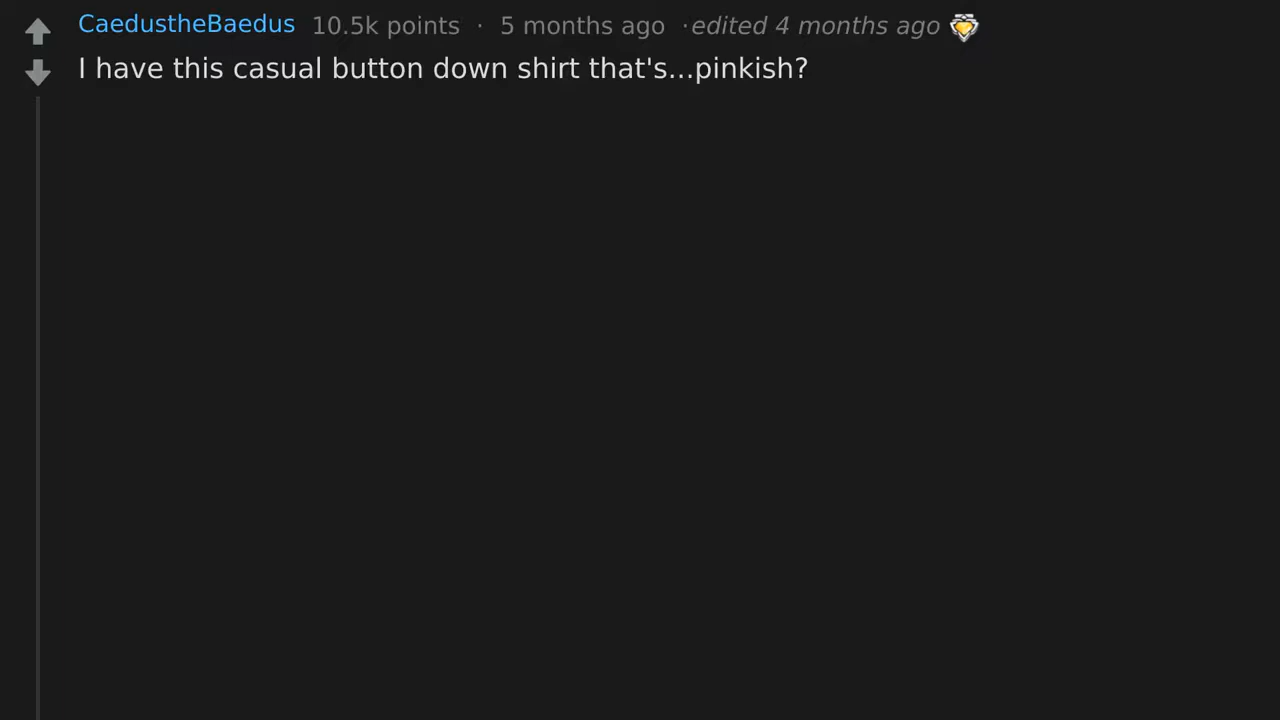 CaedustheBaedus 10.5k points · 5 months ago ·edited 4 months ago
I have this casual button down shirt that's...pinkish?